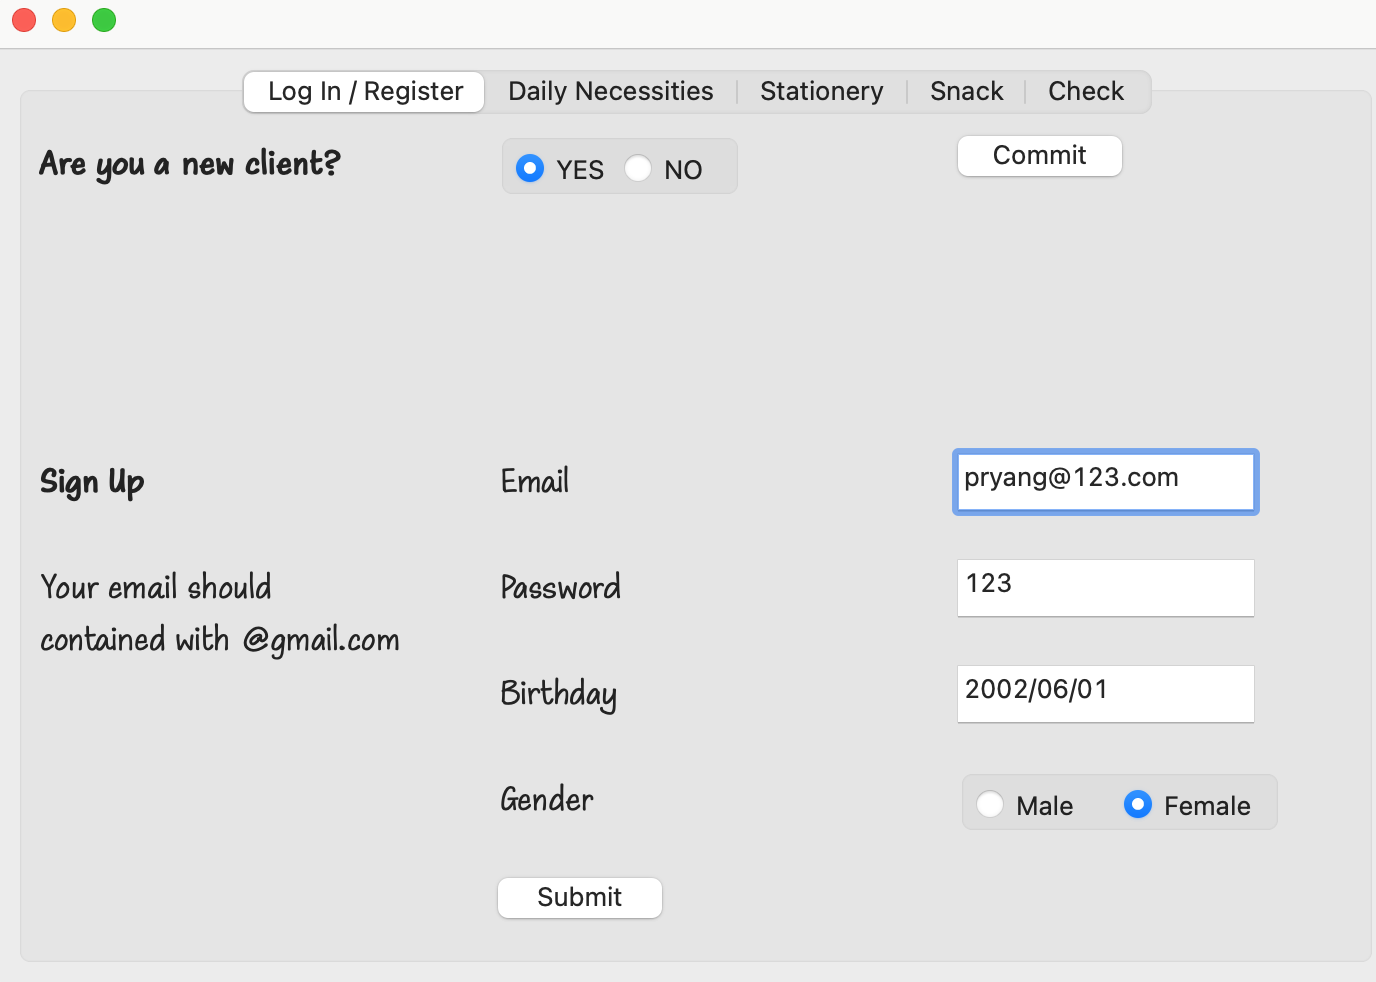 Log In / Register Daily Necessities Stationery Snack Check
Are you a new client? YES NO Commit
Sign Up Email pryang@123.com
Your email should Password 123
contained with @gmail.com
Birthday 2002/06/01
Gender Male Female
Submit